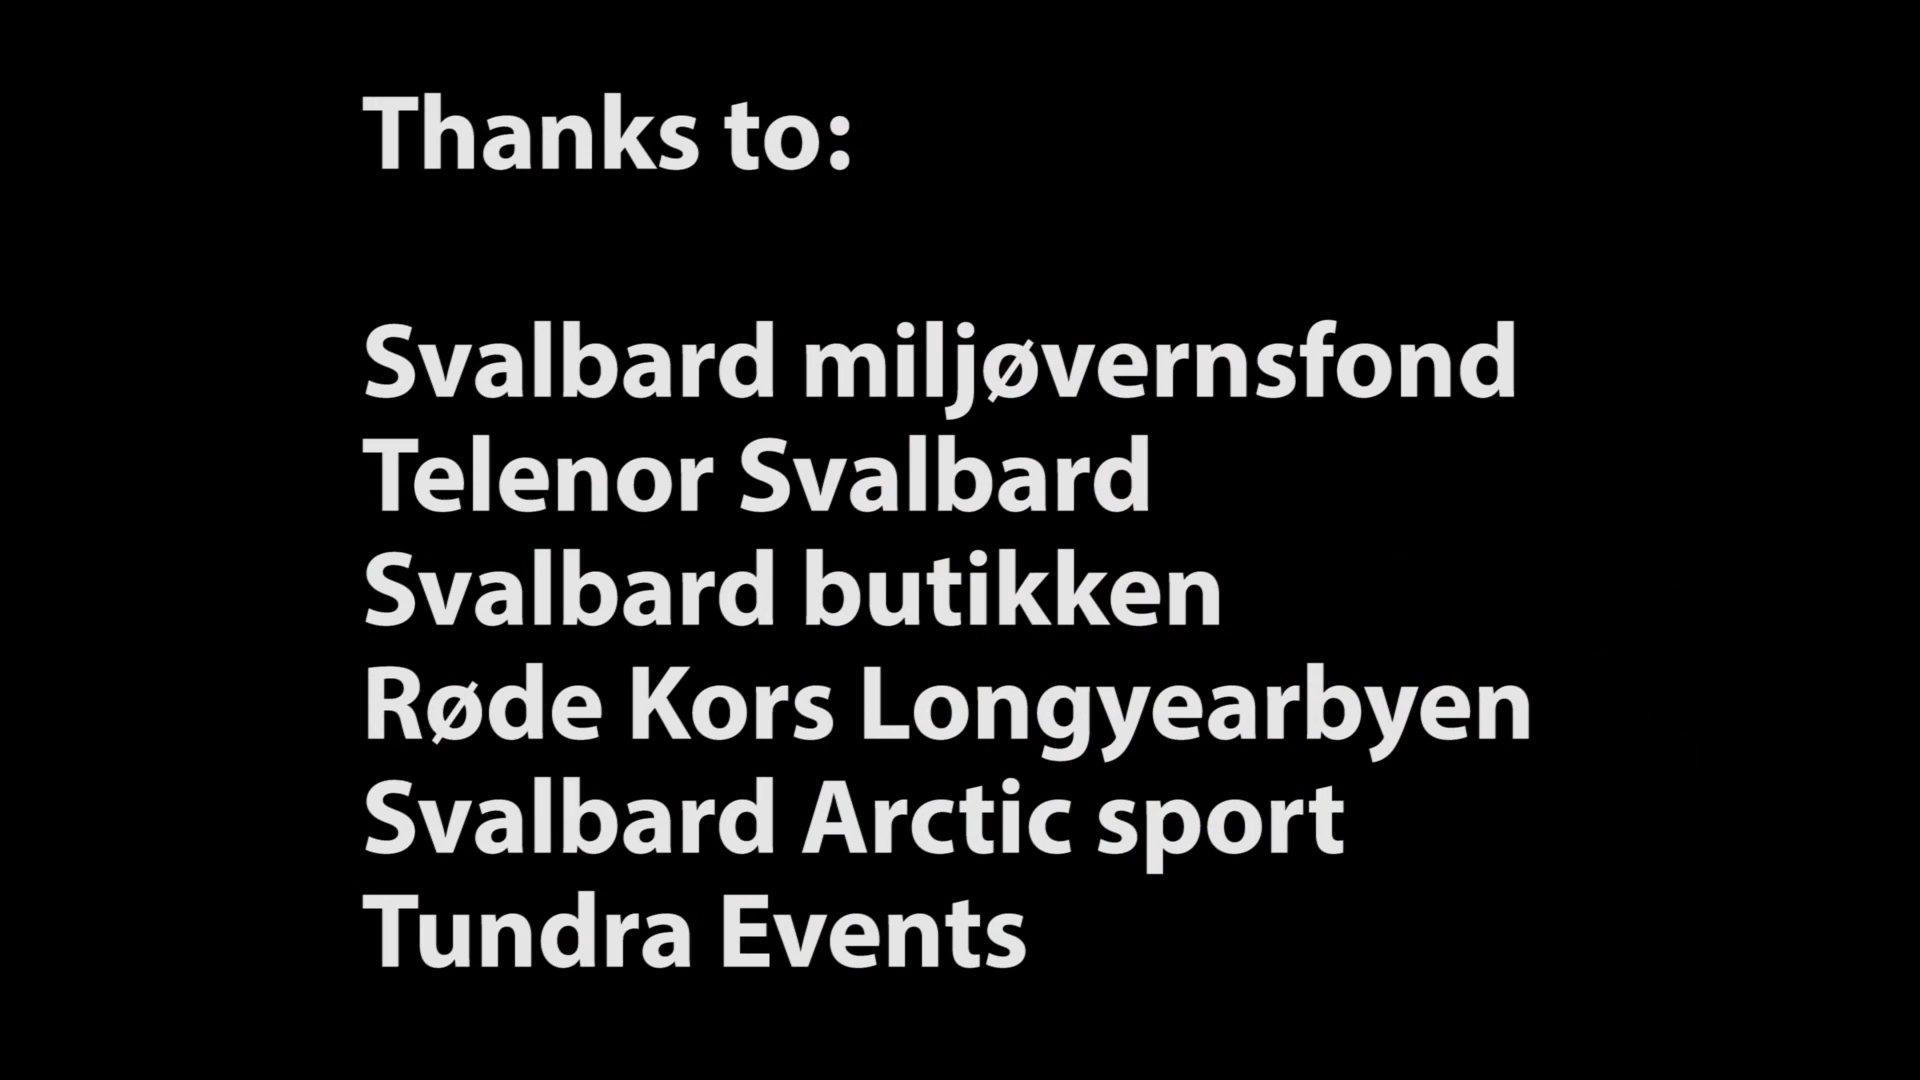 Thanks to:
Svalbard miljøvernsfond
Telenor Svalbard
Svalbard butikken
Røde Kors Longyearbyen
Svalbard Arctic sport
Tundra Events